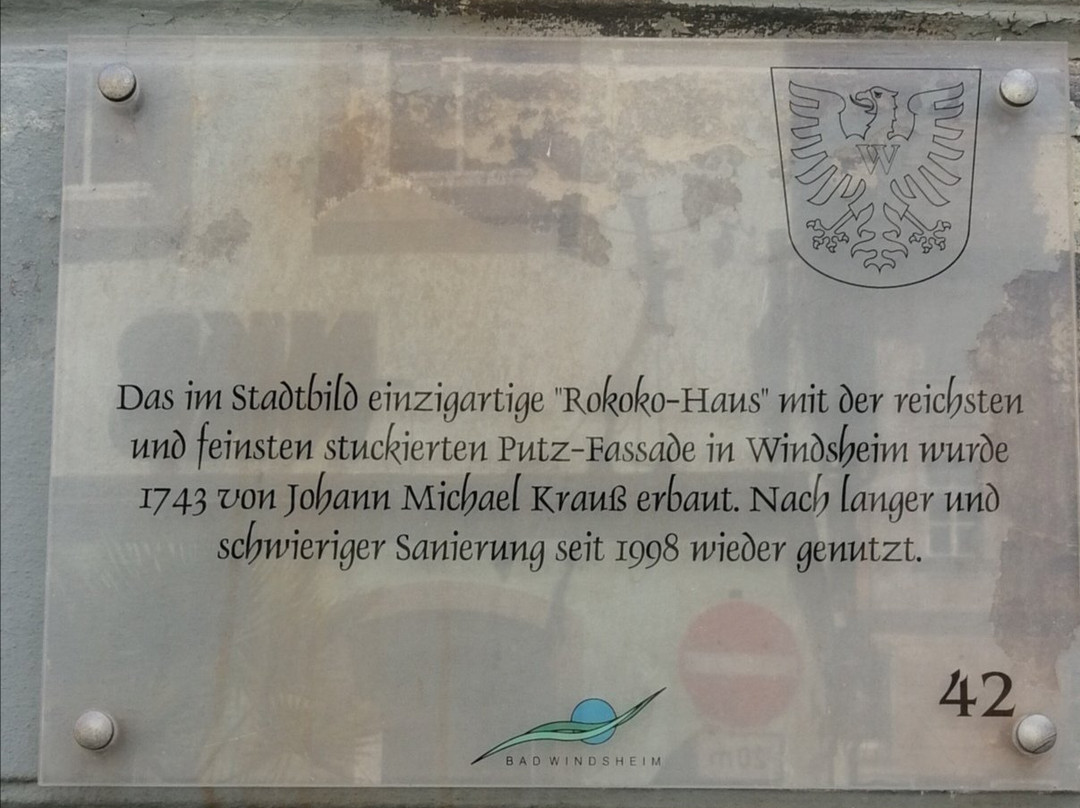 W
Das im Stadtbild einzigartige "Rokoko-Haus" mit der reichsten
und feinsten stuckierten Putz-Fassade in Windsheim wurde
1743 von Johann Michael Krauß erbaut. Nach langer und
schwieriger Sanierung seit 1998 wieder genutzt.
42
BAD WINDSHEIM